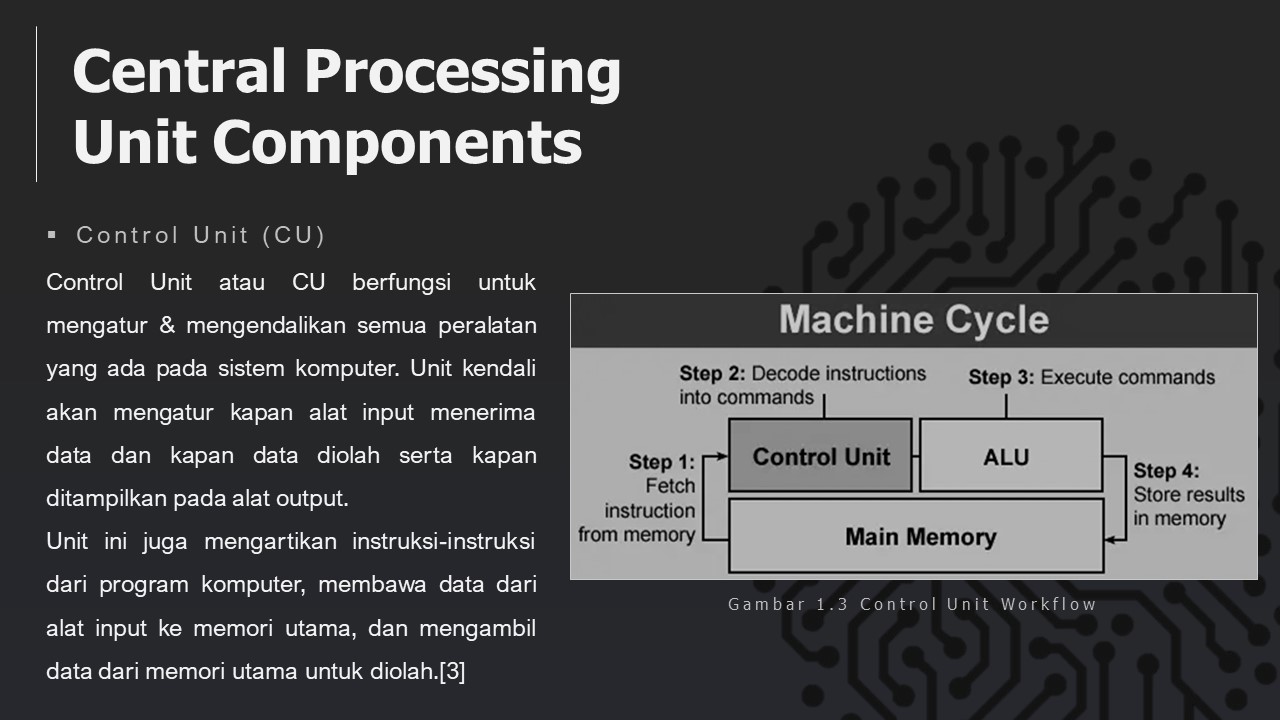 Central Processing
Unit Components
▪ Control Unit (CU)
Control Unit atau CU berfungsi untuk
mengatur & mengendalikan semua peralatan
yang ada pada sistem komputer. Unit kendali
akan mengatur kapan alat input menerima
data dan kapan data diolah serta kapan
ditampilkan pada alat output.
Unit ini juga mengartikan instruksi-instruksi
dari program komputer, membawa data dari
alat input ke memori utama, dan mengambil
data dari memori utama untuk diolah.[3]
Machine Cycle
Step 2: Decode instructions
into commands
Step 3: Execute commands
Control Unit
ALU
Step 1:
Fetch
instruction
from memory
Step 4:
Store results
in memory
Main Memory
Gambar 1.3 Control Unit Workflow